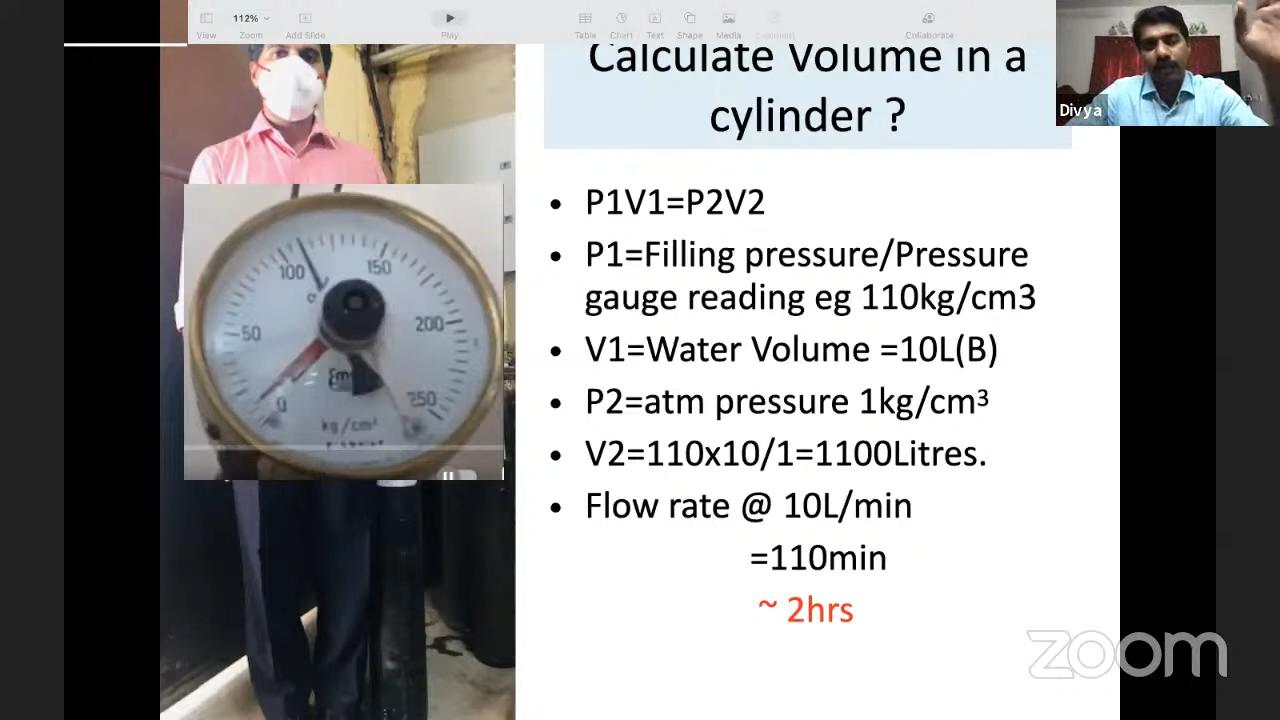 112%
View
Zoom
Add Slide
Play
Table
Chart
Text
Shape
Media
Comment
Collaborate
Divya
Calculate Volume in a
cylinder ?
• P1V1=P2V2
• P1=Filling pressure/Pressure
gauge reading eg 110kg/cm3
• V1=Water Volume =10L(B)
• P2=atm pressure 1kg/cm³
• V2=110x10/1=1100Litres.
• Flow rate @ 10L/min
=110min
~ 2hrs
0
50
100
150
200
250
kg/cm²
zoom